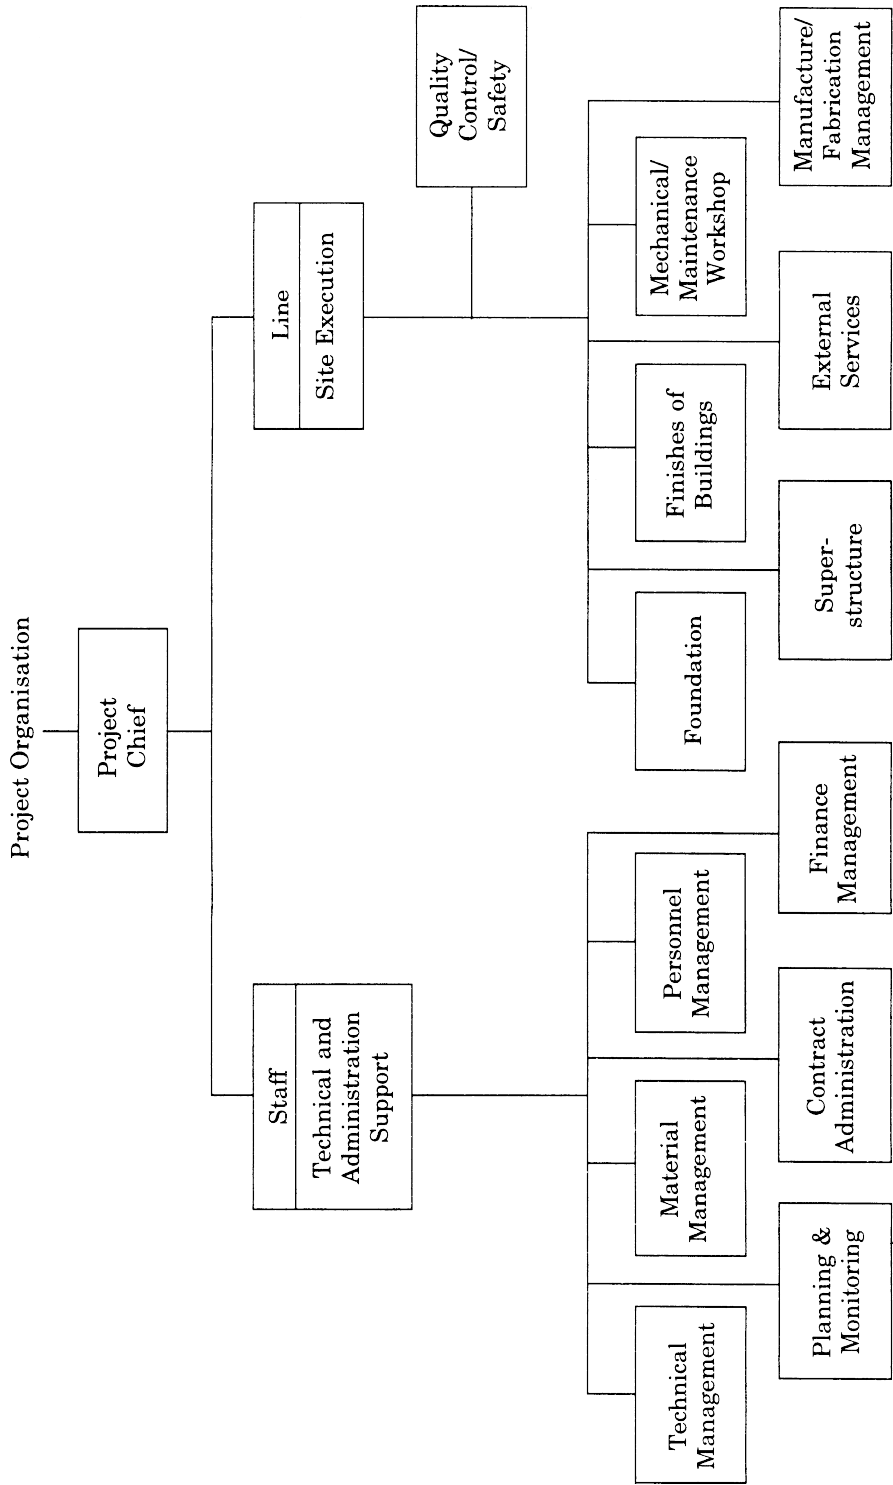 Project Organisation
Project
Chief
Staff
Technical and
Administration
Support
Line
Site Execution
Quality
Control/
Safety
Technical
Management
Material
Management
Personnel
Management
Planning &
Monitoring
Contract
Administration
Finance
Management
Foundation
Finishes of
Buildings
Mechanical/
Maintenance
Workshop
Super-
structure
External
Services
Manufacture/
Fabrication
Management